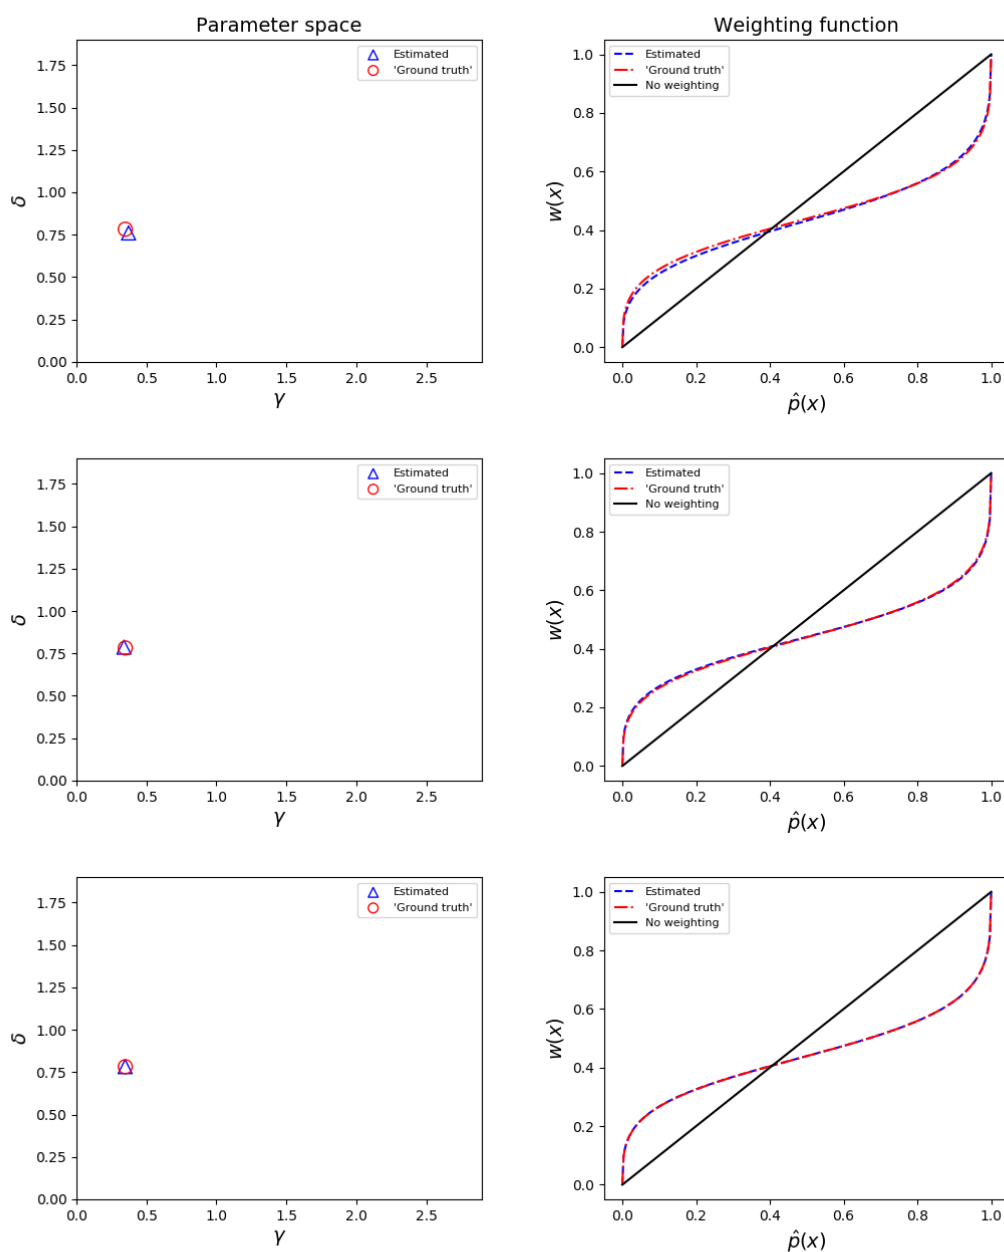 Parameter space
Weighting function
1.75
1.50
1.25
1.00
0.75
0.50
0.25
0.00
δ
0.0 0.5 1.0 1.5 2.0 2.5
γ
Estimated
'Ground truth'
1.0
0.8
0.6
0.4
0.2
0.0
w(x)
0.0 0.2 0.4 0.6 0.8 1.0
p̂(x)
Estimated
'Ground truth'
No weighting
1.75
1.50
1.25
1.00
0.75
0.50
0.25
0.00
δ
0.0 0.5 1.0 1.5 2.0 2.5
γ
Estimated
'Ground truth'
1.0
0.8
0.6
0.4
0.2
0.0
w(x)
0.0 0.2 0.4 0.6 0.8 1.0
p̂(x)
Estimated
'Ground truth'
No weighting
1.75
1.50
1.25
1.00
0.75
0.50
0.25
0.00
δ
0.0 0.5 1.0 1.5 2.0 2.5
γ
Estimated
'Ground truth'
1.0
0.8
0.6
0.4
0.2
0.0
w(x)
0.0 0.2 0.4 0.6 0.8 1.0
p̂(x)
Estimated
'Ground truth'
No weighting